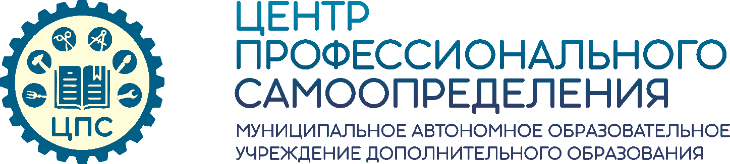 ЦПС
ЦЕНТР
ПРОФЕССИОНАЛЬНОГО
САМООПРЕДЕЛЕНИЯ
МУНИЦИПАЛЬНОЕ АВТОНОМНОЕ ОБРАЗОВАТЕЛЬНОЕ
УЧРЕЖДЕНИЕ ДОПОЛНИТЕЛЬНОГО ОБРАЗОВАНИЯ